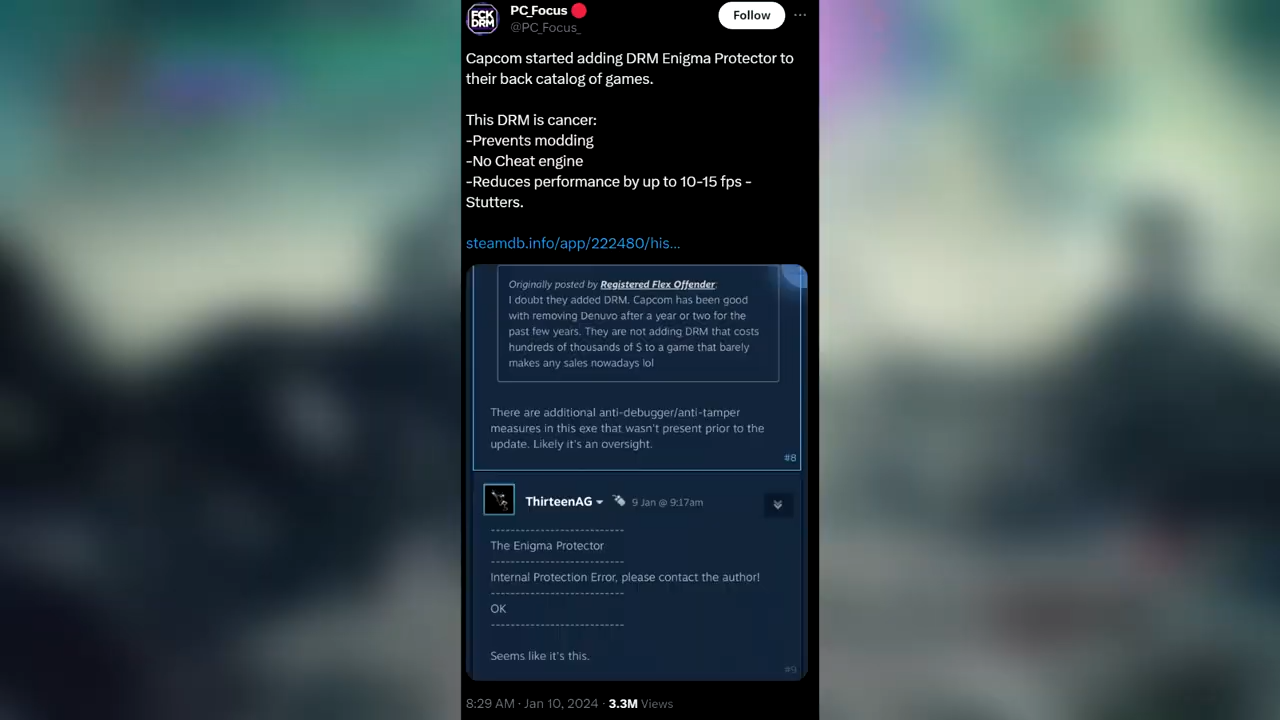 FCK
DRM
PC_Focus
Follow
@PC_Focus_
Capcom started adding DRM Enigma Protector to
their back catalog of games.
This DRM is cancer:
-Prevents modding
-No Cheat engine
-Reduces performance by up to 10-15 fps -
Stutters.
steamdb.info/app/222480/his...
Originally posted by Registered Flex Offender:
I doubt they added DRM. Capcom has been good
with removing Denuvo after a year or two for the
past few years. They are not adding DRM that costs
hundreds of thousands of $ to a game that barely
makes any sales nowadays lol
There are additional anti-debugger/anti-tamper
measures in this exe that wasn't present prior to the
update. Likely it's an oversight.
#8
ThirteenAG 9 Jan @ 9:17am
---------------------------
The Enigma Protector
---------------------------
Internal Protection Error, please contact the author!
---------------------------
OK
---------------------------
Seems like it's this.
#9
8:29 AM · Jan 10, 2024 · 3.3M Views